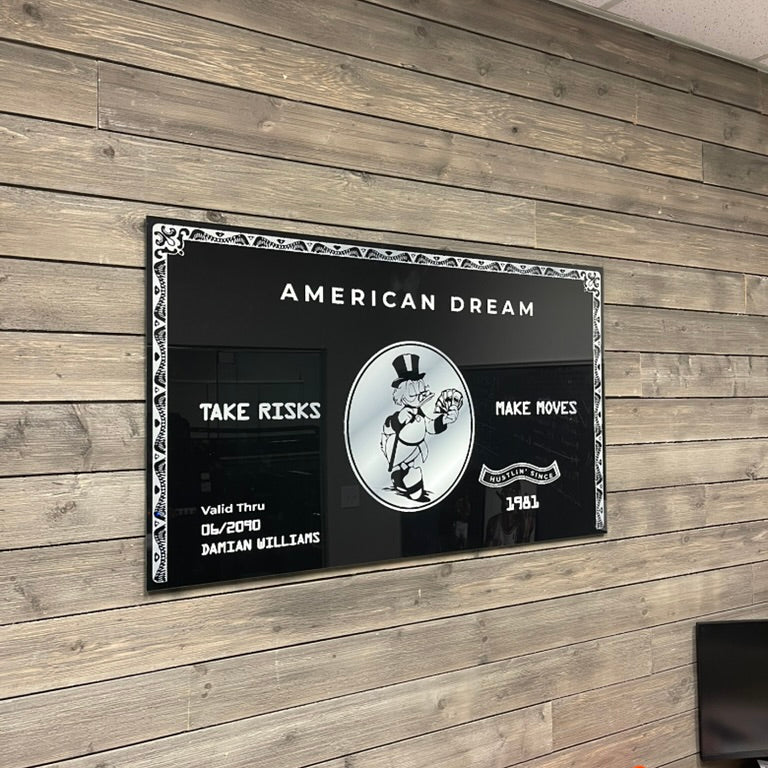 AMERICAN DREAM
TAKE RISKS
MAKE MOVES
HUSTLIN' SINCE
1981
Valid Thru
06/2090
DAMIAN WILLIAMS